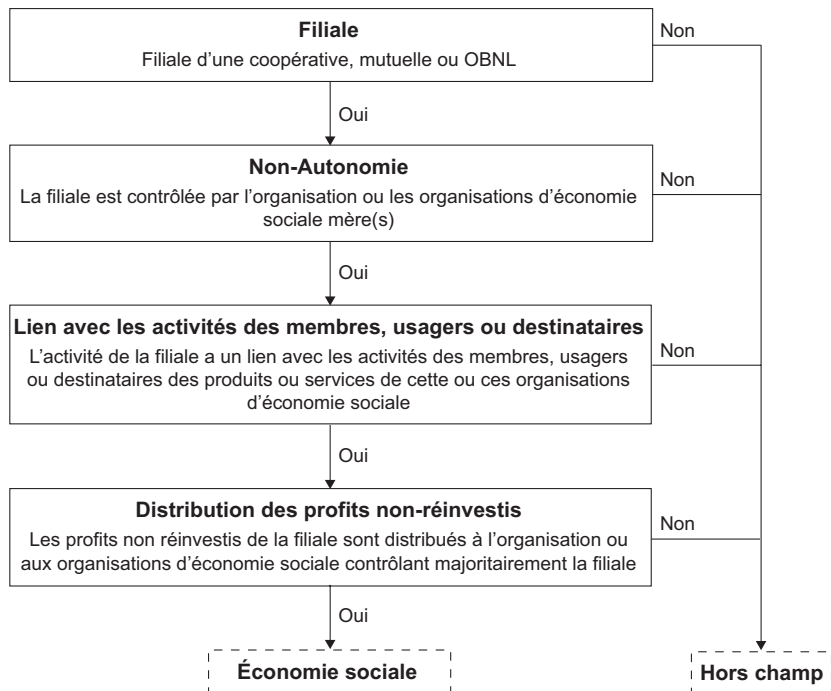 Filiale
Filiale d'une coopérative, mutuelle ou OBNL
Non
Oui
Non-Autonomie
La filiale est contrôlée par l'organisation ou les organisations d'économie
sociale mère(s)
Non
Oui
Lien avec les activités des membres, usagers ou destinataires
L'activité de la filiale a un lien avec les activités des membres, usagers
ou destinataires des produits ou services de cette ou ces organisations
d'économie sociale
Non
Oui
Distribution des profits non-réinvestis
Les profits non réinvestis de la filiale sont distribués à l'organisation ou
aux organisations d'économie sociale contrôlant majoritairement la filiale
Non
Oui
Économie sociale
Hors champ